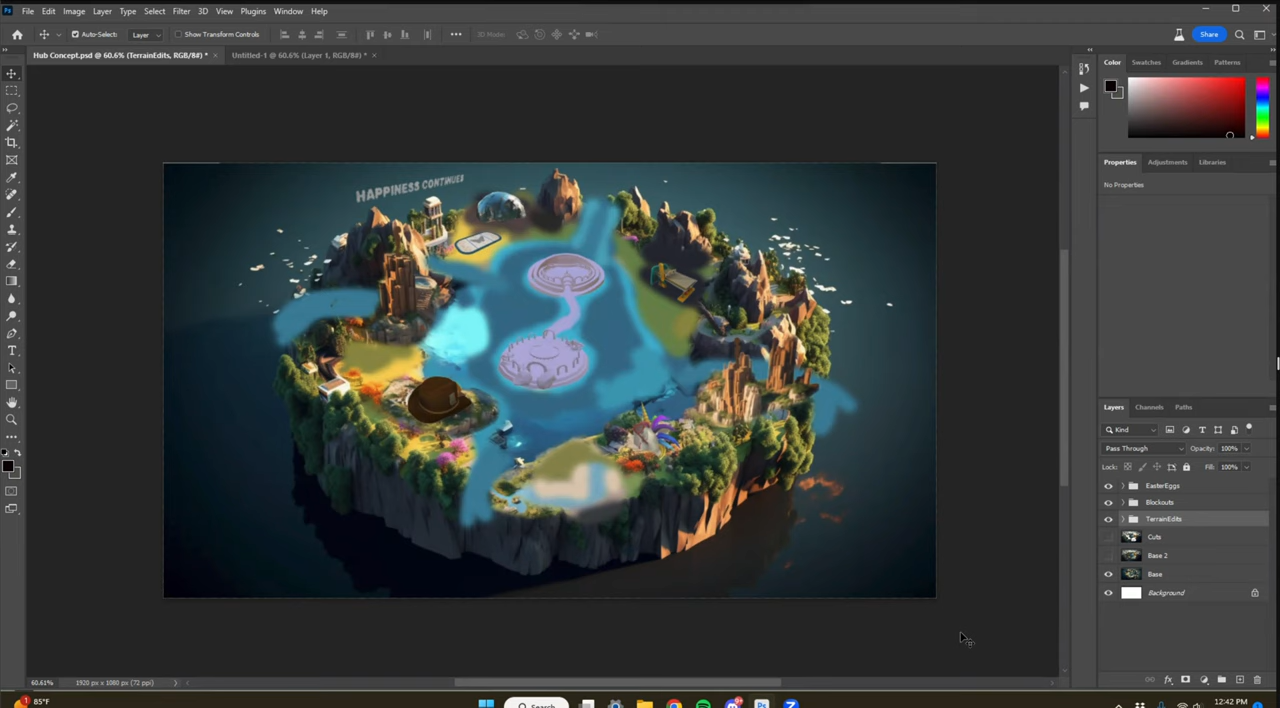 File Edit Image Layer Type Select Filter 3D View Plugins Window Help
Auto-Select: Layer Show Transform Controls 3D Mode: Share
Hub Concept.psd @ 60.6% (TerrainEdits, RGB/8#) * × Untitled-1 @ 60.6% (Layer 1, RGB/8#) * ×
Color Swatches Gradients Patterns
HAPPINESS CONTINUES
Properties Adjustments Libraries
No Properties
Layers Channels Paths
Kind
Pass Through Opacity: 100%
Lock: Fill: 100%
EasterEggs
Blockouts
TerrainEdits
Cuts
Base 2
Base
Background
60.61% 1920 px x 1080 px (72 ppi)
85°F Search 12:42 PM